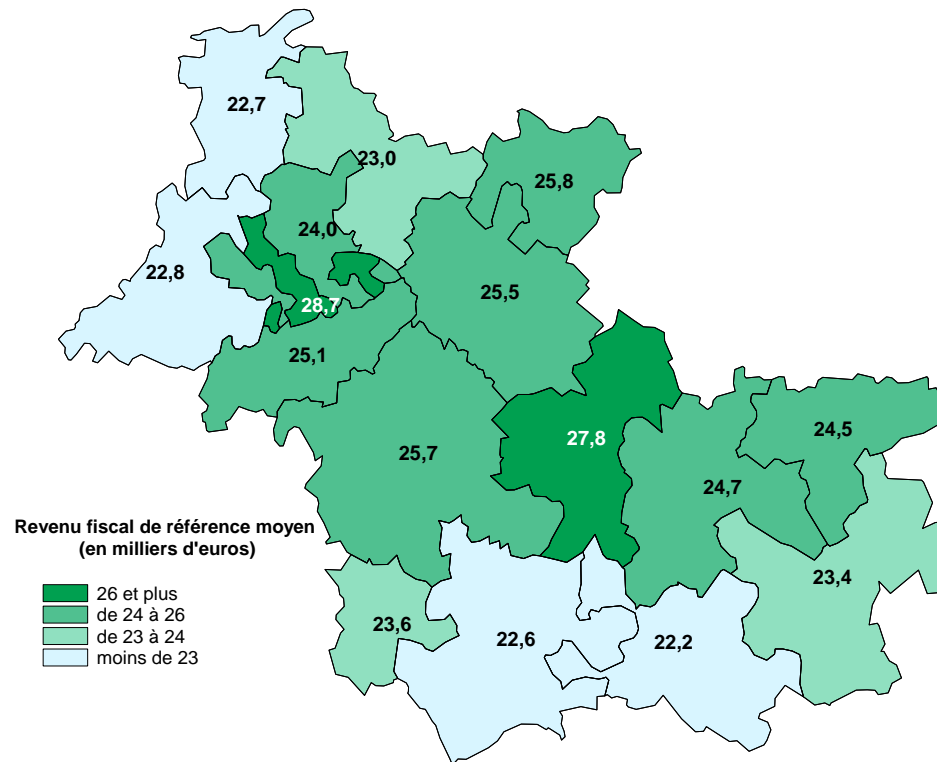 22,7
23,0
25,8
24,0
22,8
25,5
28,7
25,1
27,8
24,5
25,7
24,7
Revenu fiscal de référence moyen
(en milliers d'euros)
23,4
26 et plus
de 24 à 26
de 23 à 24
moins de 23
23,6
22,6
22,2